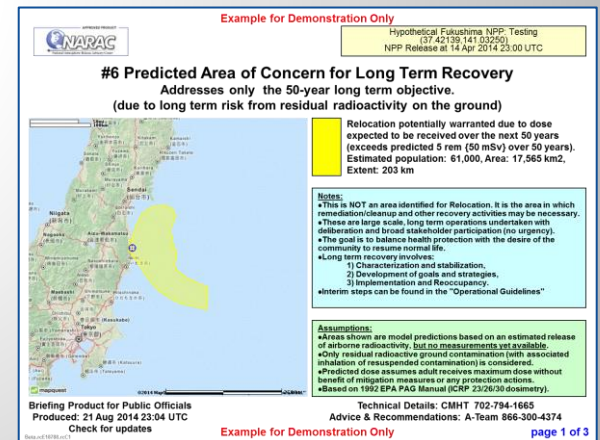 Example for Demonstration Only
APPROVED PRODUCT
NARAC
Hypothetical Fukushima NPP: Testing
(37.42139,141.03250)
NPP Release at 14 Apr 2014 23:00 UTC
#6 Predicted Area of Concern for Long Term Recovery
Addresses only the 50-year long term objective.
(due to long term risk from residual radioactivity on the ground)
Relocation potentially warranted due to dose
expected to be received over the next 50 years
(exceeds predicted 5 rem {50 mSv} over 50 years).
Estimated population: 61,000, Area: 17,565 km2,
Extent: 203 km
Sendai
Niigata
Aizu-Wakamatsu
Tokyo
mapquest
Notes:
●This is NOT an area identified for Relocation. It is the area in which
remediation/cleanup and other recovery activities may be necessary.
●These are large scale, long term operations undertaken with
deliberation and broad stakeholder participation (no urgency).
●The goal is to balance health protection with the desire of the
community to resume normal life.
●Long term recovery involves:
1) Characterization and stabilization,
2) Development of goals and strategies,
3) Implementation and Reoccupancy.
●Interim steps can be found in the "Operational Guidelines"
Assumptions:
●Areas shown are model predictions based on an estimated release
of airborne radioactivity, but no measurements yet available.
●Only residual radioactive ground contamination (with associated
inhalation of resuspended contamination) is considered.
●Predicted dose assumes adult receives maximum dose without
benefit of mitigation measures or any protection actions.
●Based on 1992 EPA PAG Manual (ICRP 23/26/30 dosimetry).
Briefing Product for Public Officials
Produced: 21 Aug 2014 23:04 UTC
Check for updates
Technical Details: CMHT 702-794-1665
Advice & Recommendations: A-Team 866-300-4374
Example for Demonstration Only
page 1 of 3